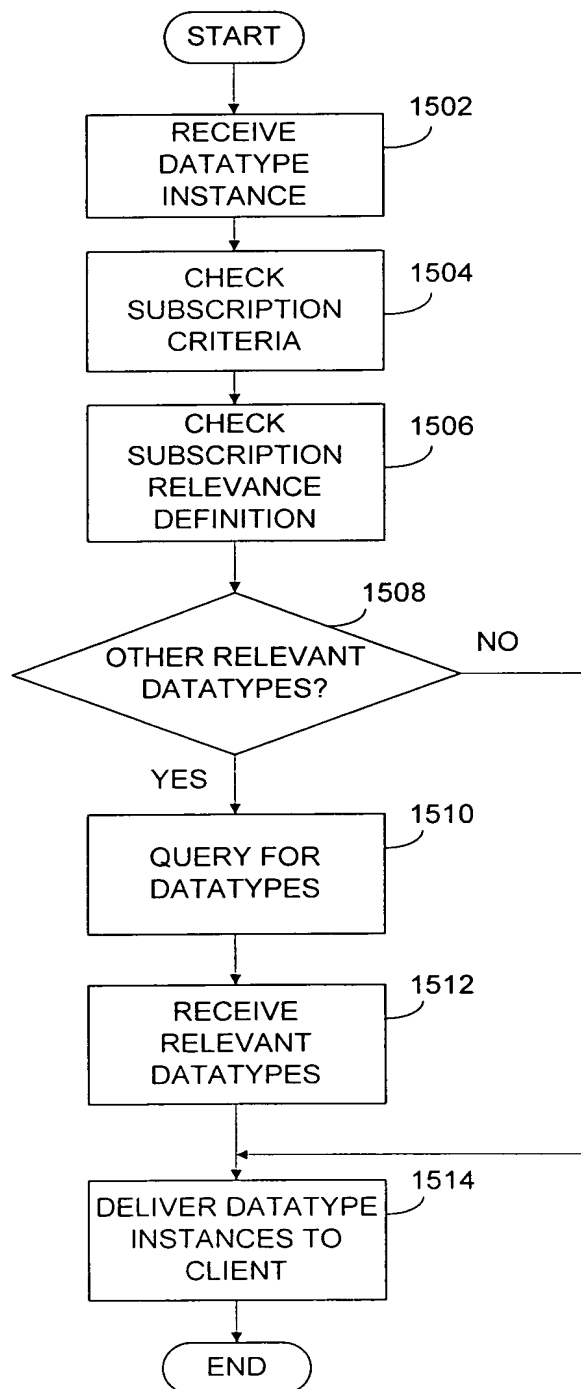 START
1502
RECEIVE
DATATYPE
INSTANCE
1504
CHECK
SUBSCRIPTION
CRITERIA
1506
CHECK
SUBSCRIPTION
RELEVANCE
DEFINITION
1508
OTHER RELEVANT
DATATYPES?
NO
YES
1510
QUERY FOR
DATATYPES
1512
RECEIVE
RELEVANT
DATATYPES
1514
DELIVER DATATYPE
INSTANCES TO
CLIENT
END